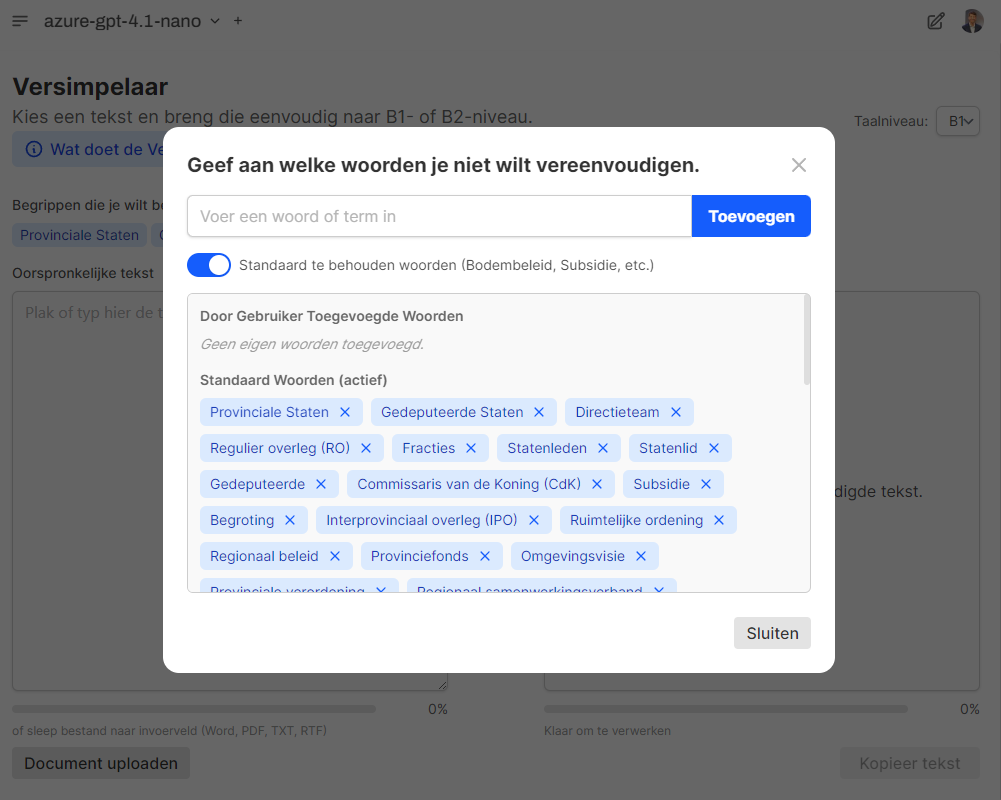 azure-gpt-4.1-nano
Versimpelaar
Kies een tekst en breng die eenvoudig naar B1- of B2-niveau.
Taalniveau: B1
Wat doet de Ve
Begrippen die je wilt be
Provinciale Staten
Oorspronkelijke tekst
Plak of typ hier de t
digde tekst.
Geef aan welke woorden je niet wilt vereenvoudigen.
Voer een woord of term in
Toevoegen
Standaard te behouden woorden (Bodembeleid, Subsidie, etc.)
Door Gebruiker Toegevoegde Woorden
Geen eigen woorden toegevoegd.
Standaard Woorden (actief)
Provinciale Staten Gedeputeerde Staten Directieteam
Regulier overleg (RO) Fracties Statenleden Statenlid
Gedeputeerde Commissaris van de Koning (CdK) Subsidie
Begroting Interprovinciaal overleg (IPO) Ruimtelijke ordening
Regionaal beleid Provinciefonds Omgevingsvisie
Provinciale verordening Regionaal samenwerkingsverband
Sluiten
0% 0%
of sleep bestand naar invoerveld (Word, PDF, TXT, RTF)
Klaar om te verwerken
Document uploaden
Kopieer tekst